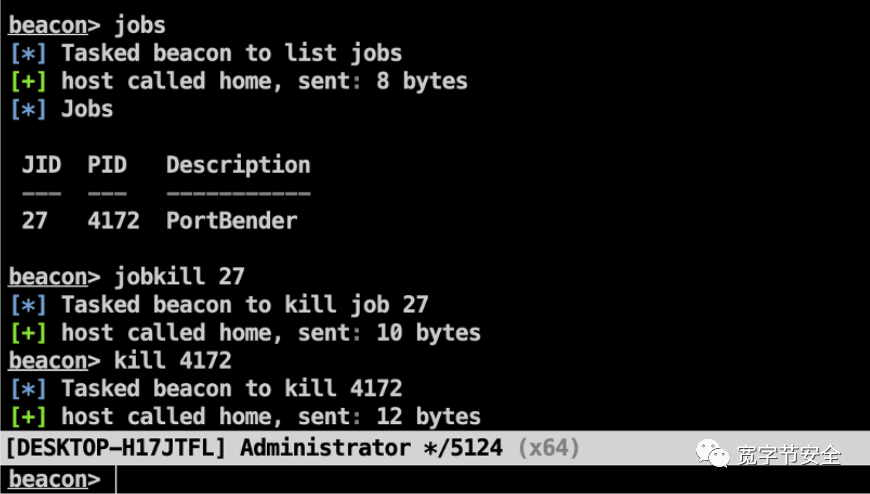 beacon> jobs
[*] Tasked beacon to list jobs
[+] host called home, sent: 8 bytes
[*] Jobs
JID PID Description
--- --- -----------
27 4172 PortBender
beacon> jobkill 27
[*] Tasked beacon to kill job 27
[+] host called home, sent: 10 bytes
beacon> kill 4172
[*] Tasked beacon to kill 4172
[+] host called home, sent: 12 bytes
[DESKTOP-H17JTFL] Administrator */5124 (x64)
宽字节安全
beacon>